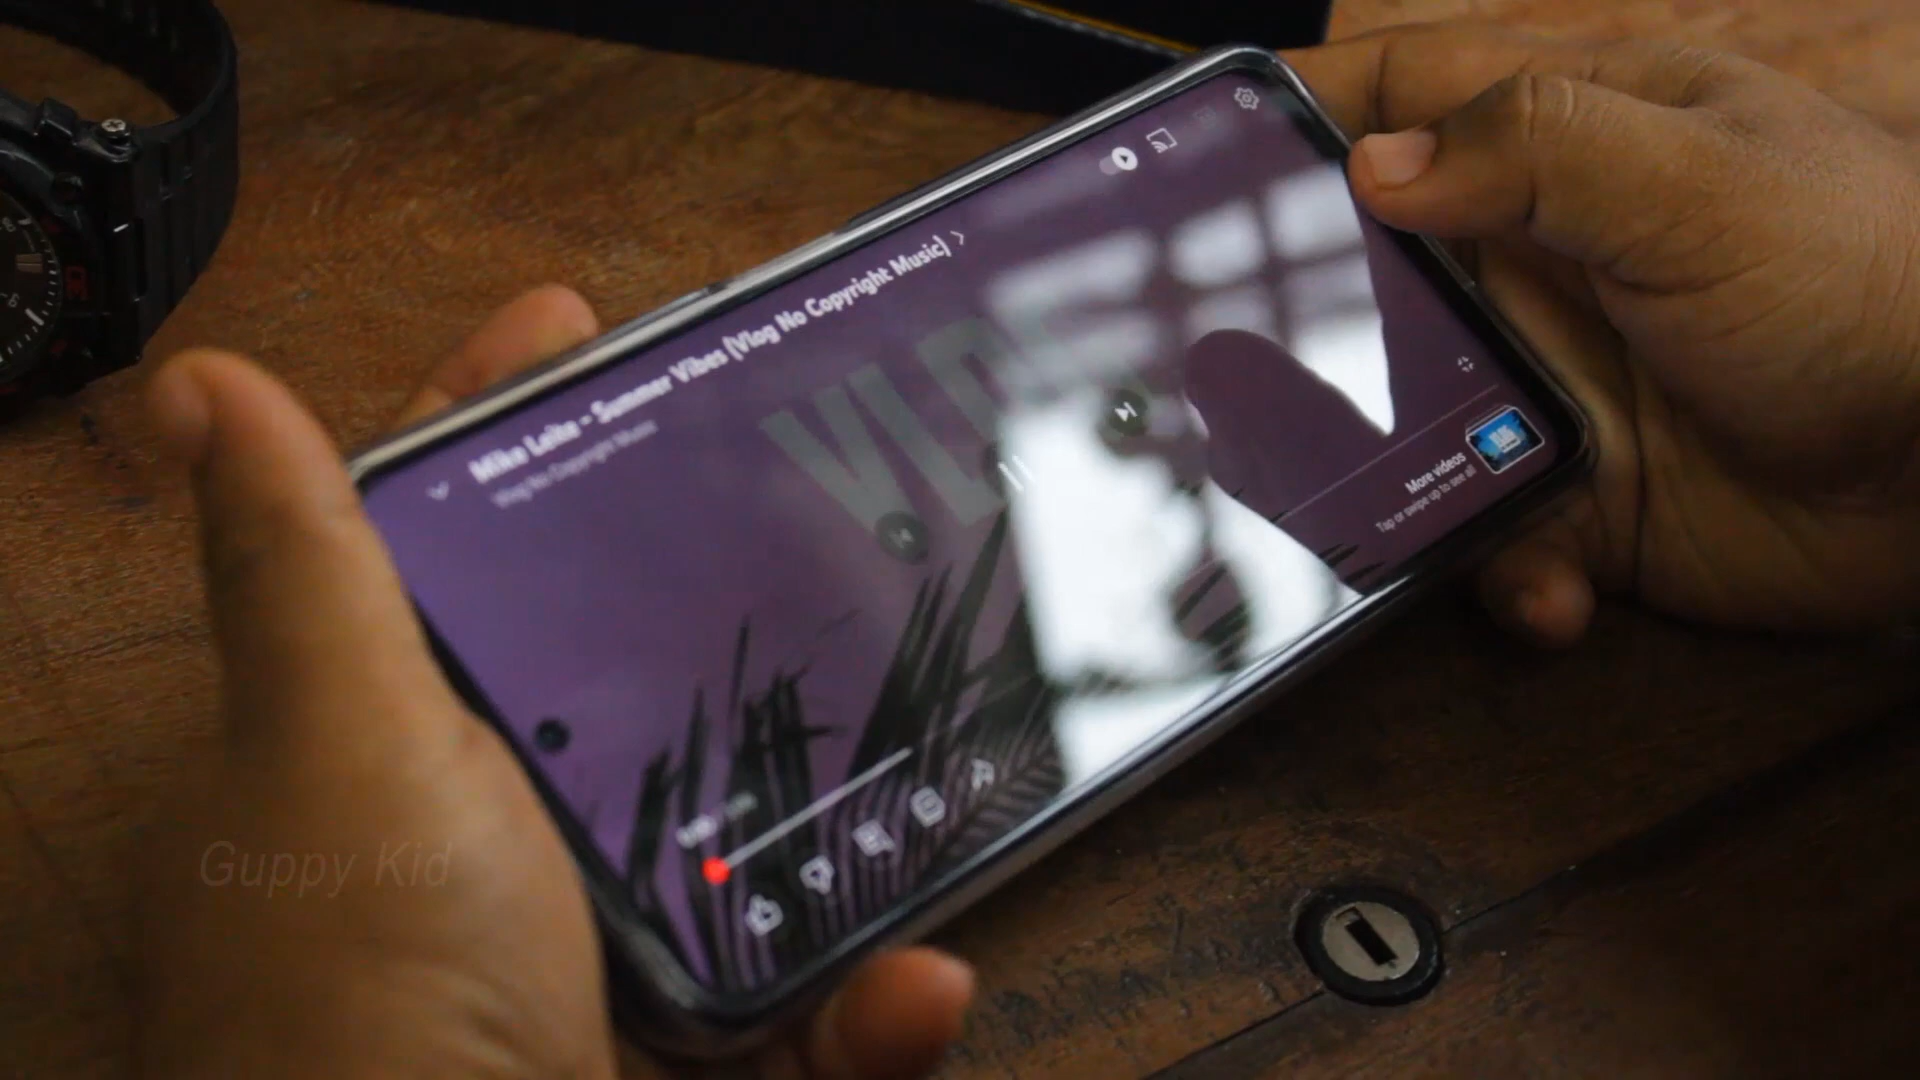 Mike Leite - Summer Vibes (Vlog No Copyright Music)
Vlog No Copyright Music
VLOG
More videos
Tap or swipe up to see all
Guppy Kid